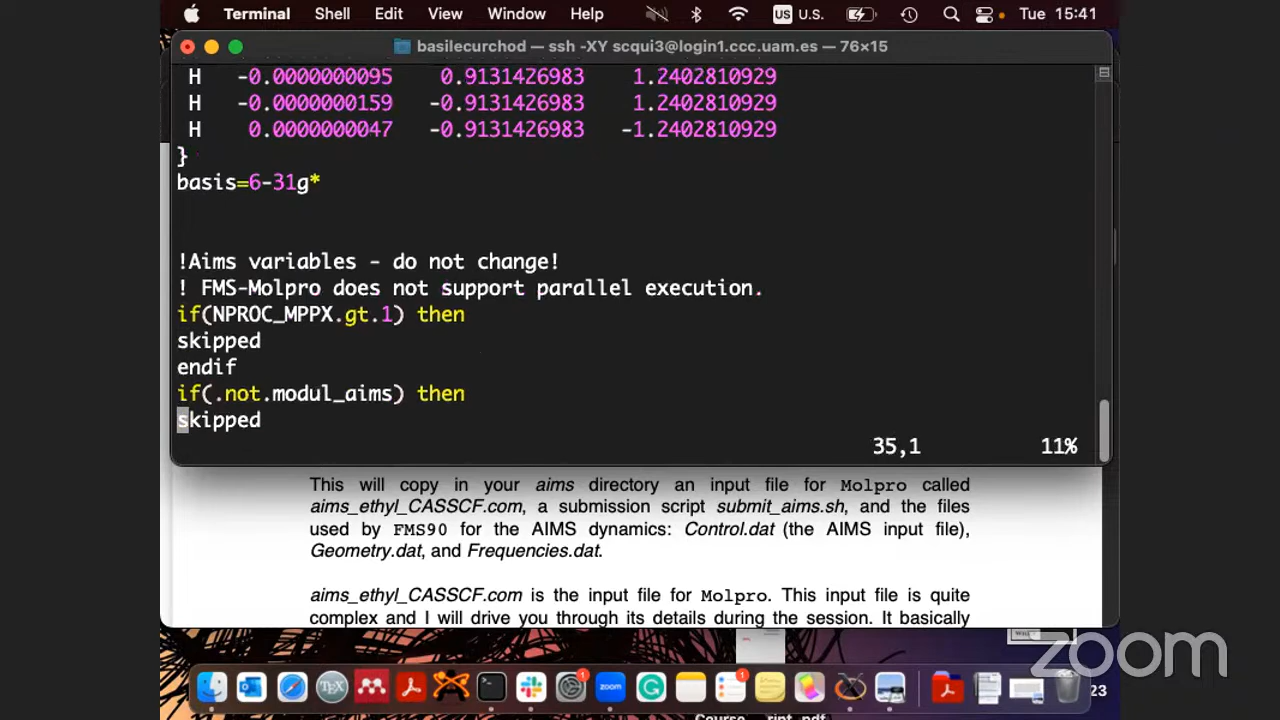 Terminal Shell Edit View Window Help US U.S. Tue 15:41
basilecurchod — ssh -XY scqui3@login1.ccc.uam.es — 76×15
H -0.0000000095 0.9131426983 1.2402810929
H -0.0000000159 -0.9131426983 1.2402810929
H 0.0000000047 -0.9131426983 -1.2402810929
}
basis=6-31g*
!Aims variables - do not change!
! FMS-Molpro does not support parallel execution.
if(NPROC_MPPX.gt.1) then
skipped
endif
if(.not.modul_aims) then
skipped
35,1 11%
This will copy in your aims directory an input file for Molpro called
aims_ethyl_CASSCF.com, a submission script submit_aims.sh, and the files
used by FMS90 for the AIMS dynamics: Control.dat (the AIMS input file),
Geometry.dat, and Frequencies.dat.
aims_ethyl_CASSCF.com is the input file for Molpro. This input file is quite
complex and I will drive you through its details during the session. It basically
zoom
TEX
1
zoom
1
23